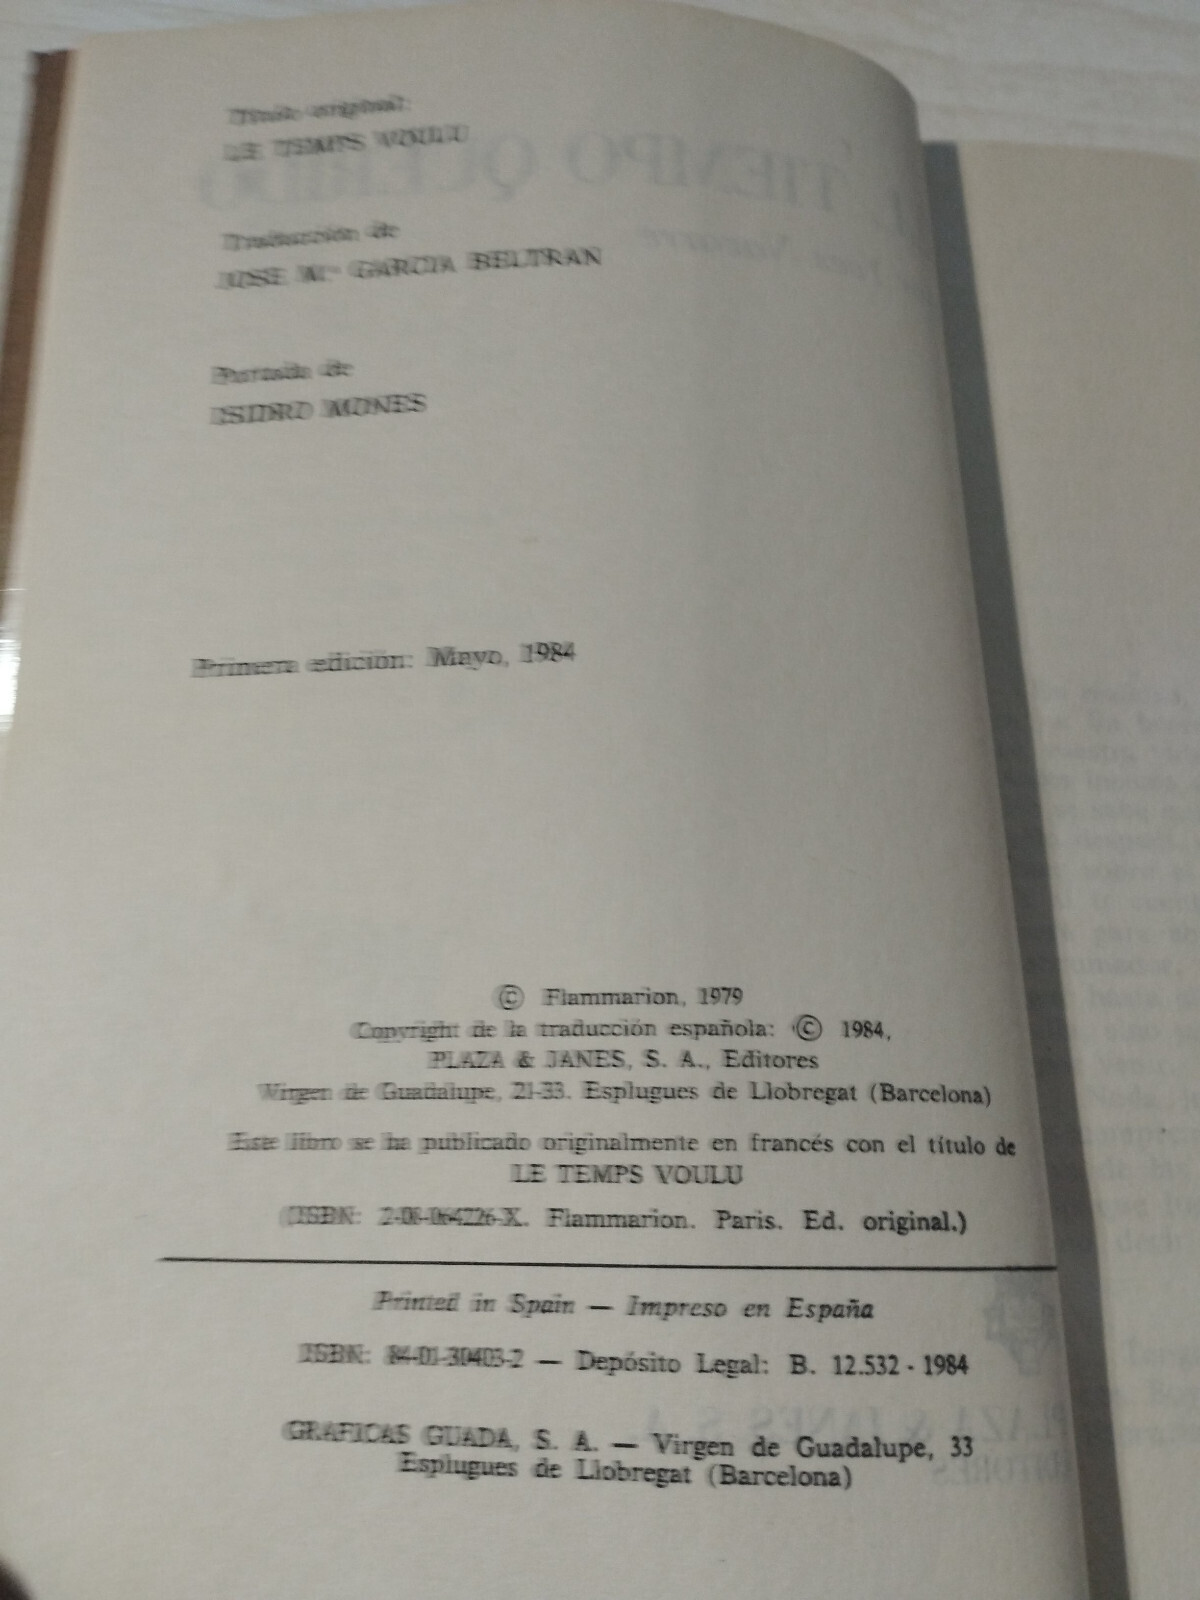 Título original:
LE TEMPS VOULU
Traducción de
JOSE M.ª GARCIA BELTRAN
Portada de
ISIDRO MONES
Primera edición: Mayo, 1984
© Flammarion, 1979
Copyright de la traducción española: © 1984,
PLAZA & JANES, S. A., Editores
Virgen de Guadalupe, 21-33. Esplugues de Llobregat (Barcelona)
Este libro se ha publicado originalmente en francés con el título de
LE TEMPS VOULU
(ISBN: 2-08-064226-X. Flammarion. Paris. Ed. original.)
Printed in Spain — Impreso en España
ISBN: 84-01-30403-2 — Depósito Legal: B. 12.532 - 1984
GRAFICAS GUADA, S. A. — Virgen de Guadalupe, 33
Esplugues de Llobregat (Barcelona)